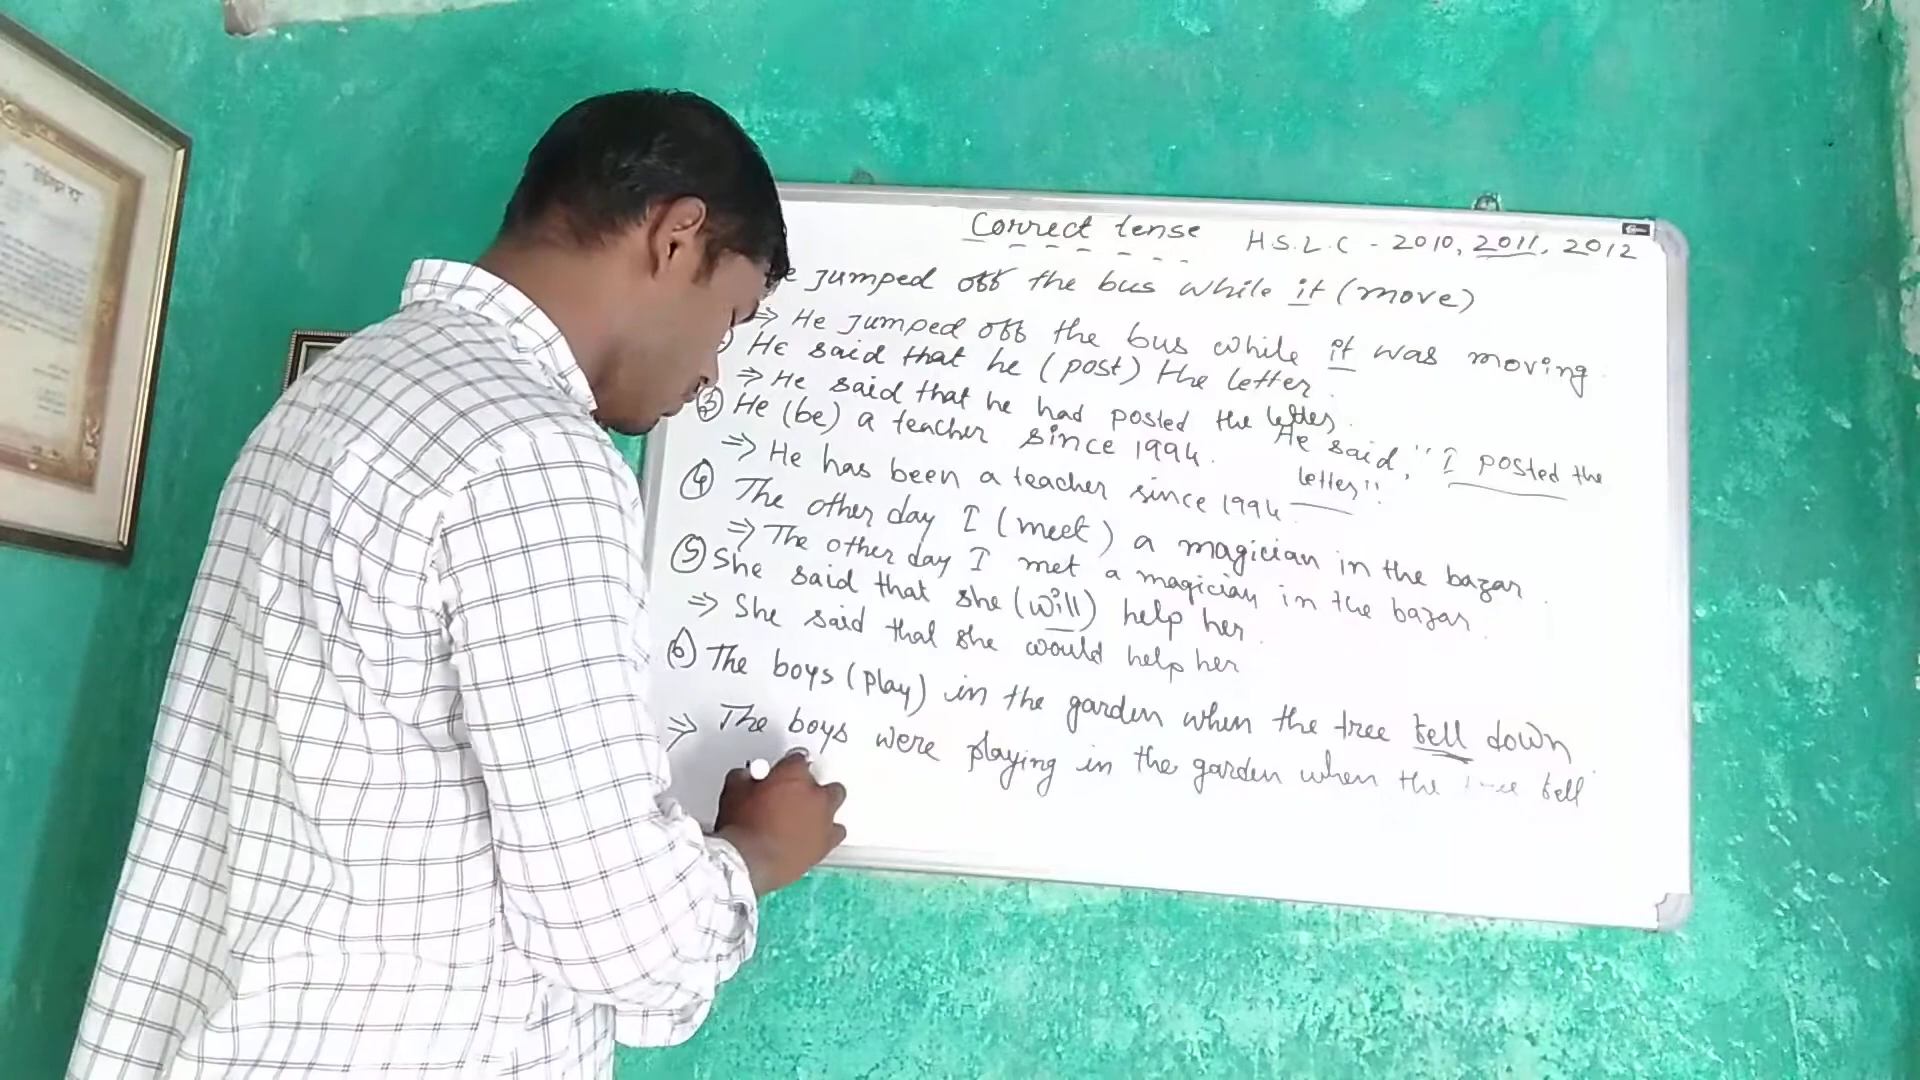 Correct tense H.S.L.C - 2010, 2011, 2012
Jumped off the bus while it (move)
⇒ He Jumped off the bus while it was moving.
He said that he (post) the letter.
⇒ He said that he had posted the letter.
③ He (be) a teacher since 1994.
He said, "I posted the
letter".
⇒ He has been a teacher since 1994.
④ The other day I (meet) a magician in the bazar.
⇒ The other day I met a magician in the bazar.
⑤ She said that she (will) help her.
⇒ She said that she would help her
⑥ The boys (play) in the garden when the tree fell down
⇒ The boys were playing in the garden when the tree fell